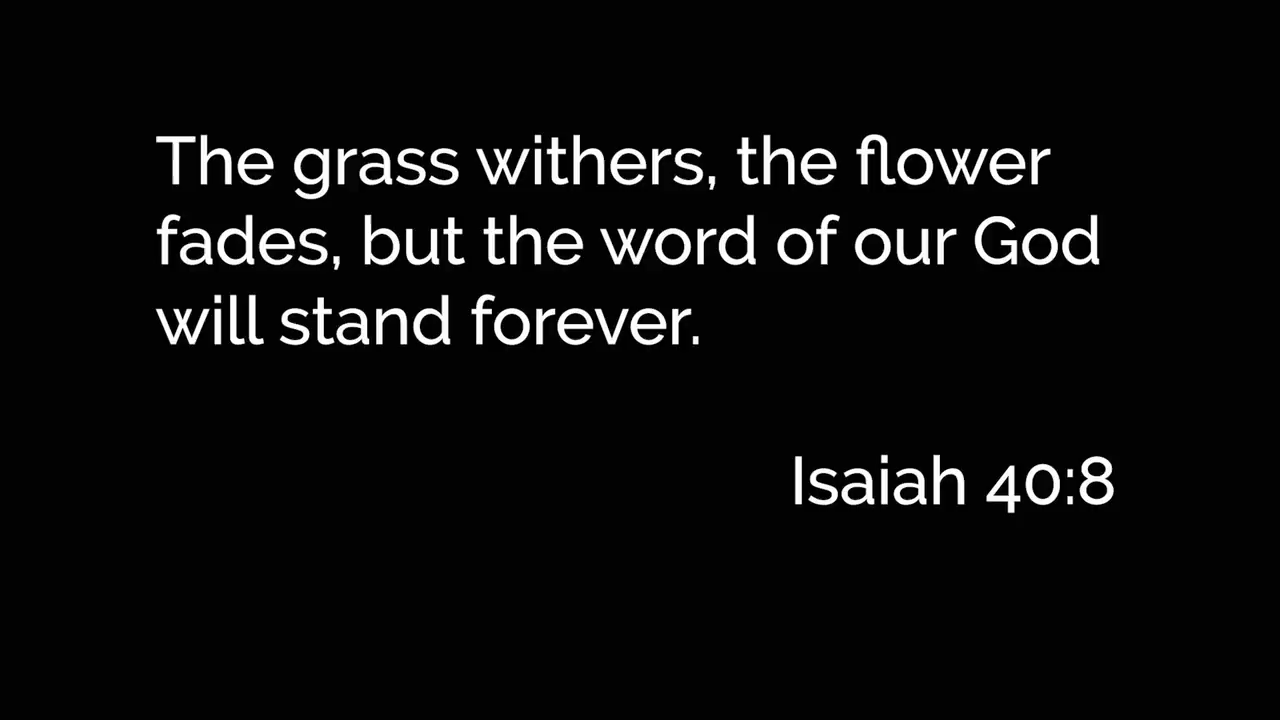 The grass withers, the flower
fades, but the word of our God
will stand forever.
Isaiah 40:8